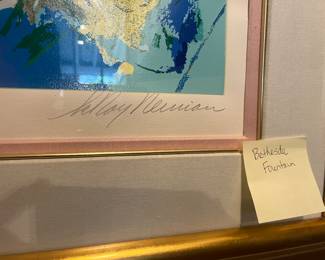 LeRoy Neiman
Bethesda
Fountain